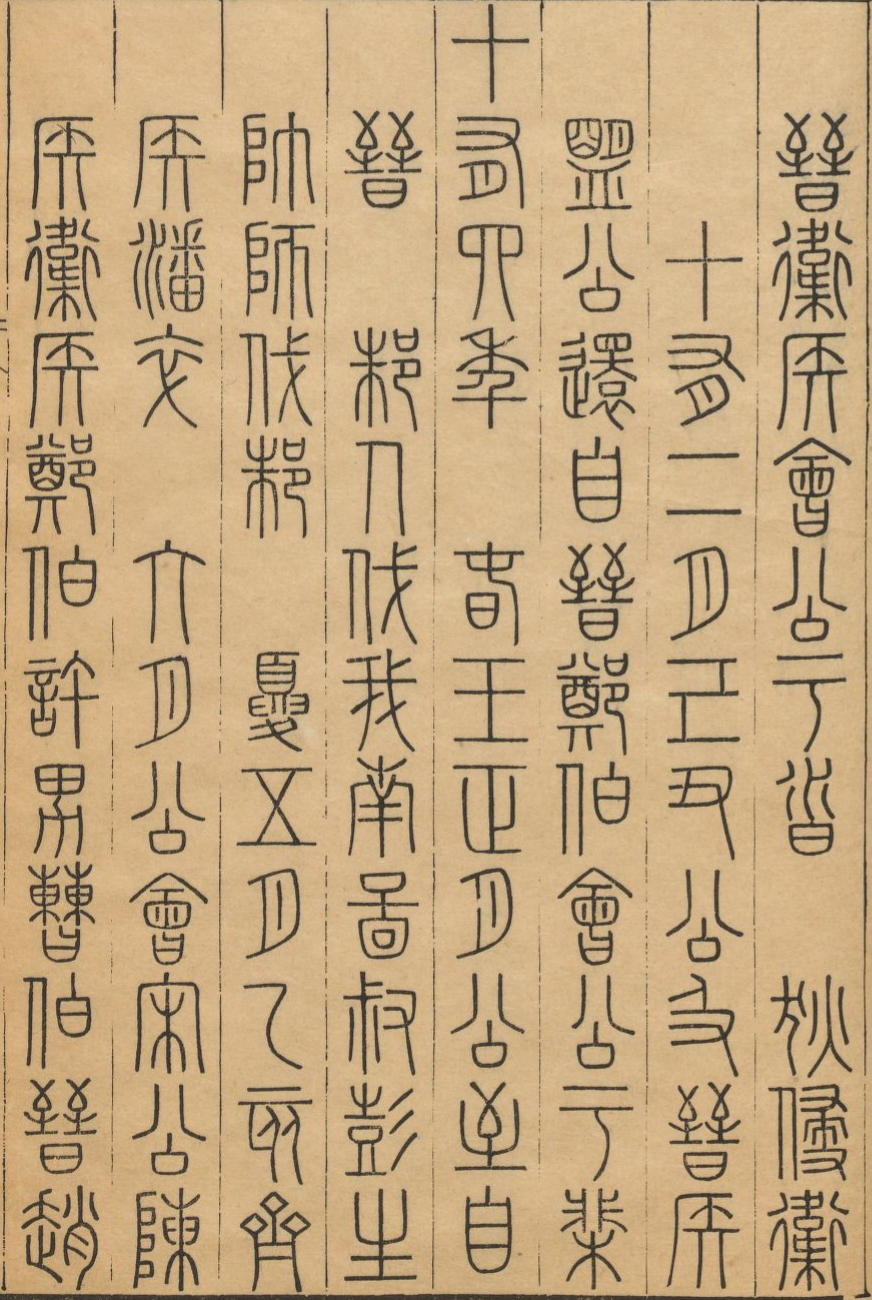 晉衛侯會公于沓　狄侵衛
十有二月己丑公及晉侯
盟公還自晉鄭伯會公于棐
十有四年　春王正月公至自
晉　邾人伐我南啚叔彭生
帥師伐邾　夏五月乙亥齊
侯潘卒　六月公會宋公陳
侯衛侯鄭伯許男曹伯晉趙